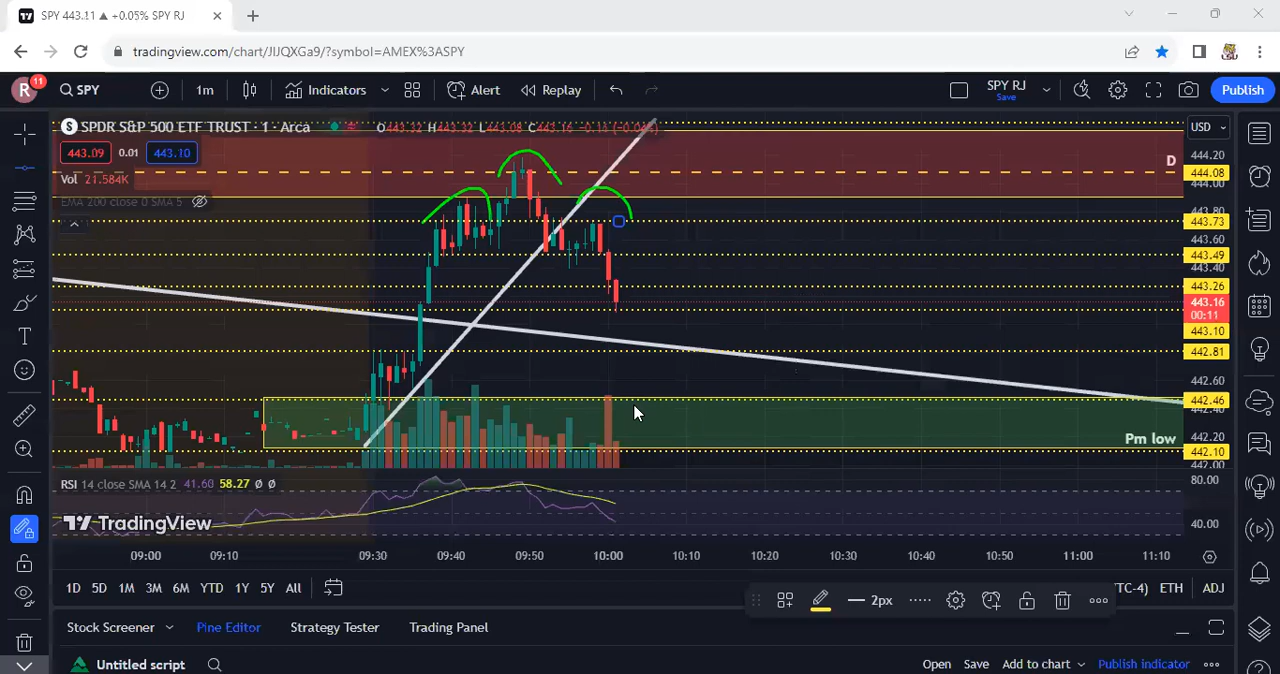 SPY 443.11 ▲ +0.05% SPY RJ
tradingview.com/chart/JIJQXGa9/?symbol=AMEX%3ASPY
R 11 SPY 1m Indicators Alert Replay SPY RJ Save Publish
S SPDR S&P 500 ETF TRUST · 1 · Arca O443.32 H443.32 L443.08 C443.16 −0.16 (−0.04%) USD
443.09 0.01 443.10
Vol 21.584K
EMA 200 close 0 SMA 5
D
444.20
444.08
444.00
443.80
443.73
443.60
443.49
443.40
443.26
443.16
00:11
443.10
442.81
442.60
442.46
442.40
442.20
Pm low
442.10
442.00
RSI 14 close SMA 14 2 41.60 58.27 ø ø
80.00
40.00
TradingView
09:00 09:10 09:30 09:40 09:50 10:00 10:10 10:20 10:30 10:40 10:50 11:00 11:10
1D 5D 1M 3M 6M YTD 1Y 5Y All 2px TC-4) ETH ADJ
Stock Screener Pine Editor Strategy Tester Trading Panel
Untitled script Open Save Add to chart Publish indicator